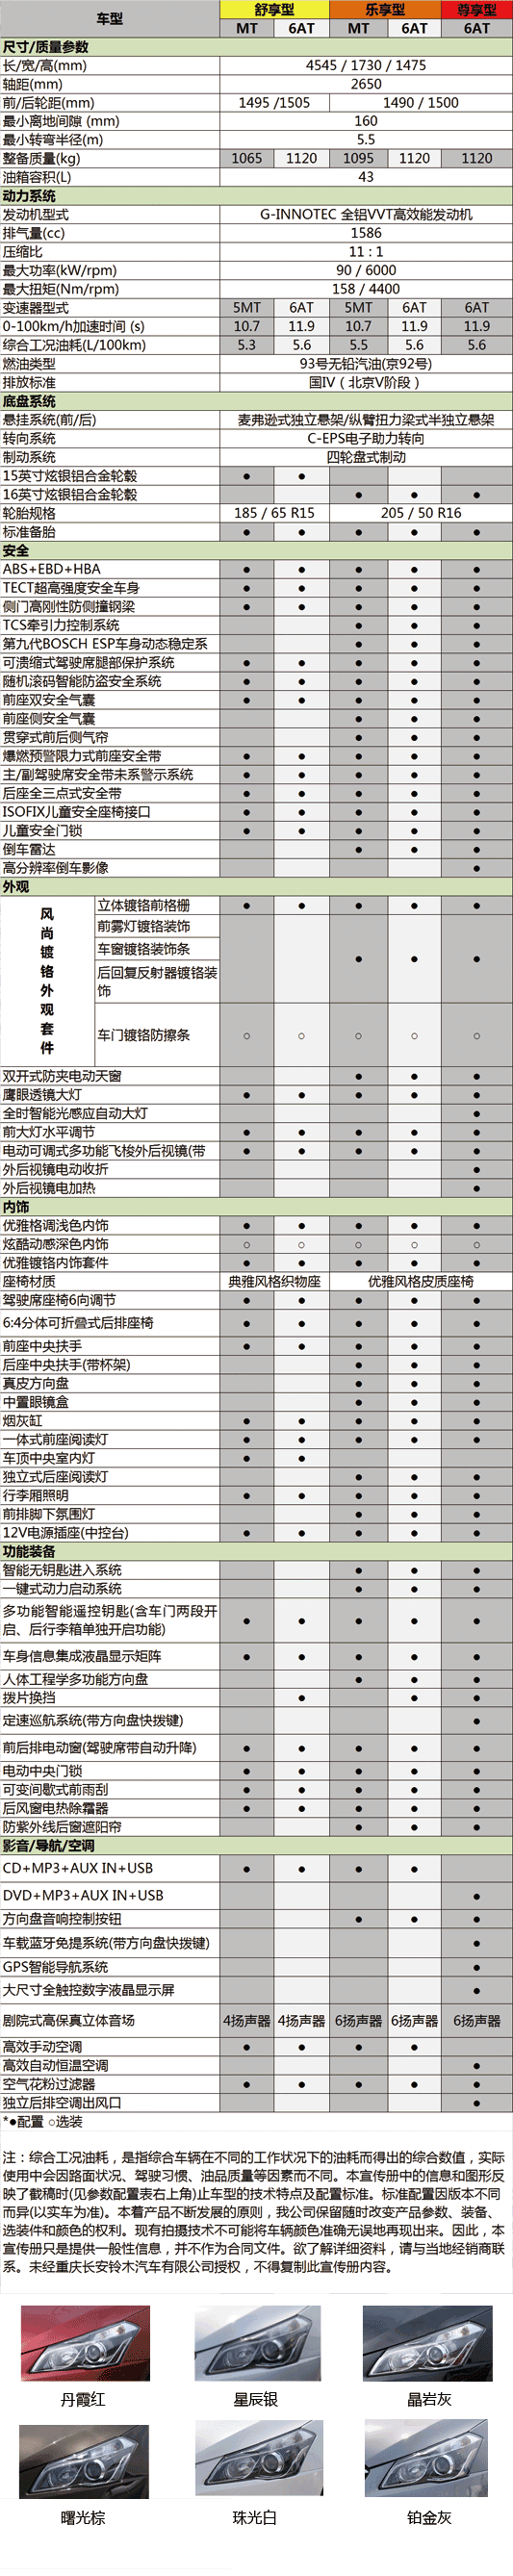 车型 舒享型 乐享型 尊享型
MT 6AT MT 6AT 6AT
尺寸/质量参数
长/宽/高(mm) 4545 / 1730 / 1475
轴距(mm) 2650
前/后轮距(mm) 1495 /1505 1490 / 1500
最小离地间隙 (mm) 160
最小转弯半径(m) 5.5
整备质量(kg) 1065 1120 1095 1120 1120
油箱容积(L) 43
动力系统
发动机型式 G-INNOTEC 全铝VVT高效能发动机
排气量(cc) 1586
压缩比 11 : 1
最大功率(kW/rpm) 90 / 6000
最大扭矩(Nm/rpm) 158 / 4400
变速器型式 5MT 6AT 5MT 6AT 6AT
0-100km/h加速时间 (s) 10.7 11.9 10.7 11.9 11.9
综合工况油耗(L/100km) 5.3 5.6 5.5 5.6 5.6
燃油类型 93号无铅汽油(京92号)
排放标准 国IV（北京V阶段）
底盘系统
悬挂系统(前/后) 麦弗逊式独立悬架/纵臂扭力梁式半独立悬架
转向系统 C-EPS电子助力转向
制动系统 四轮盘式制动
15英寸炫银铝合金轮毂 ● ●
16英寸炫银铝合金轮毂 ● ● ●
轮胎规格 185 / 65 R15 205 / 50 R16
标准备胎 ● ● ● ● ●
安全
ABS+EBD+HBA ● ● ● ● ●
TECT超高强度安全车身 ● ● ● ● ●
侧门高刚性防侧撞钢梁 ● ● ● ● ●
TCS牵引力控制系统 ● ● ●
第九代BOSCH ESP车身动态稳定系 ● ● ●
可溃缩式驾驶席腿部保护系统 ● ● ● ● ●
随机滚码智能防盗安全系统 ● ● ● ● ●
前座双安全气囊 ● ● ● ● ●
前座侧安全气囊 ● ● ●
贯穿式前后侧气帘 ● ● ●
爆燃预警限力式前座安全带 ● ● ● ● ●
主/副驾驶席安全带未系警示系统 ● ● ● ● ●
后座全三点式安全带 ● ● ● ● ●
ISOFIX儿童安全座椅接口 ● ● ● ● ●
儿童安全门锁 ● ● ● ● ●
倒车雷达 ● ● ●
高分辨率倒车影像 ●
外观
风尚镀铬外观套件
立体镀铬前格栅 ● ● ● ● ●
前雾灯镀铬装饰
车窗镀铬装饰条 ● ● ●
后回复反射器镀铬装
饰
车门镀铬防擦条 ○ ○ ○ ○ ○
双开式防夹电动天窗 ● ● ●
鹰眼透镜大灯 ● ● ● ● ●
全时智能光感应自动大灯 ●
前大灯水平调节 ● ● ● ● ●
电动可调式多功能飞梭外后视镜(带 ● ● ● ● ●
外后视镜电动收折 ●
外后视镜电加热 ●
内饰
优雅格调浅色内饰 ● ● ● ● ●
炫酷动感深色内饰 ○ ○ ○ ○ ○
优雅镀铬内饰套件 ● ● ● ● ●
座椅材质 典雅风格织物座 优雅风格皮质座椅
驾驶席座椅6向调节 ● ● ● ● ●
6:4分体可折叠式后排座椅 ● ● ● ● ●
前座中央扶手 ● ● ● ● ●
后座中央扶手(带杯架) ● ● ●
真皮方向盘 ● ● ●
中置眼镜盒 ● ● ●
烟灰缸 ● ● ● ● ●
一体式前座阅读灯 ● ● ● ● ●
车顶中央室内灯 ● ●
独立式后座阅读灯 ● ● ●
行李厢照明 ● ● ● ● ●
前排脚下氛围灯 ● ● ●
12V电源插座(中控台) ● ● ● ● ●
功能装备
智能无钥匙进入系统 ● ● ●
一键式动力启动系统 ● ● ●
多功能智能遥控钥匙(含车门两段开
启、后行李箱单独开启功能) ● ● ● ● ●
车身信息集成液晶显示矩阵 ● ● ● ● ●
人体工程学多功能方向盘 ● ● ●
拨片换挡 ● ● ●
定速巡航系统(带方向盘快拨键) ●
前后排电动窗(驾驶席带自动升降) ● ● ● ● ●
电动中央门锁 ● ● ● ● ●
可变间歇式前雨刮 ● ● ● ● ●
后风窗电热除霜器 ● ● ● ● ●
防紫外线后窗遮阳帘 ● ● ●
影音/导航/空调
CD+MP3+AUX IN+USB ● ● ● ●
DVD+MP3+AUX IN+USB ●
方向盘音响控制按钮 ● ● ●
车载蓝牙免提系统(带方向盘快拨键) ●
GPS智能导航系统 ●
大尺寸全触控数字液晶显示屏 ●
剧院式高保真立体音场 4扬声器 4扬声器 6扬声器 6扬声器 6扬声器
高效手动空调 ● ● ● ●
高效自动恒温空调 ●
空气花粉过滤器 ● ● ● ● ●
独立后排空调出风口 ●
*●配置 ○选装
注：综合工况油耗，是指综合车辆在不同的工作状况下的油耗而得出的综合数值，实际
使用中会因路面状况、驾驶习惯、油品质量等因素而不同。本宣传册中的信息和图形反
映了截稿时(见参数配置表右上角)止车型的技术特点及配置标准。标准配置因版本不同
而异(以实车为准)。本着产品不断发展的原则，我公司保留随时改变产品参数、装备、
选装件和颜色的权利。现有拍摄技术不可能将车辆颜色准确无误地再现出来。因此，本
宣传册只是提供一般性信息，并不作为合同文件。欲了解详细资料，请与当地经销商联
系。未经重庆长安铃木汽车有限公司授权，不得复制此宣传册内容。
丹霞红 星辰银 晶岩灰
曙光棕 珠光白 铂金灰